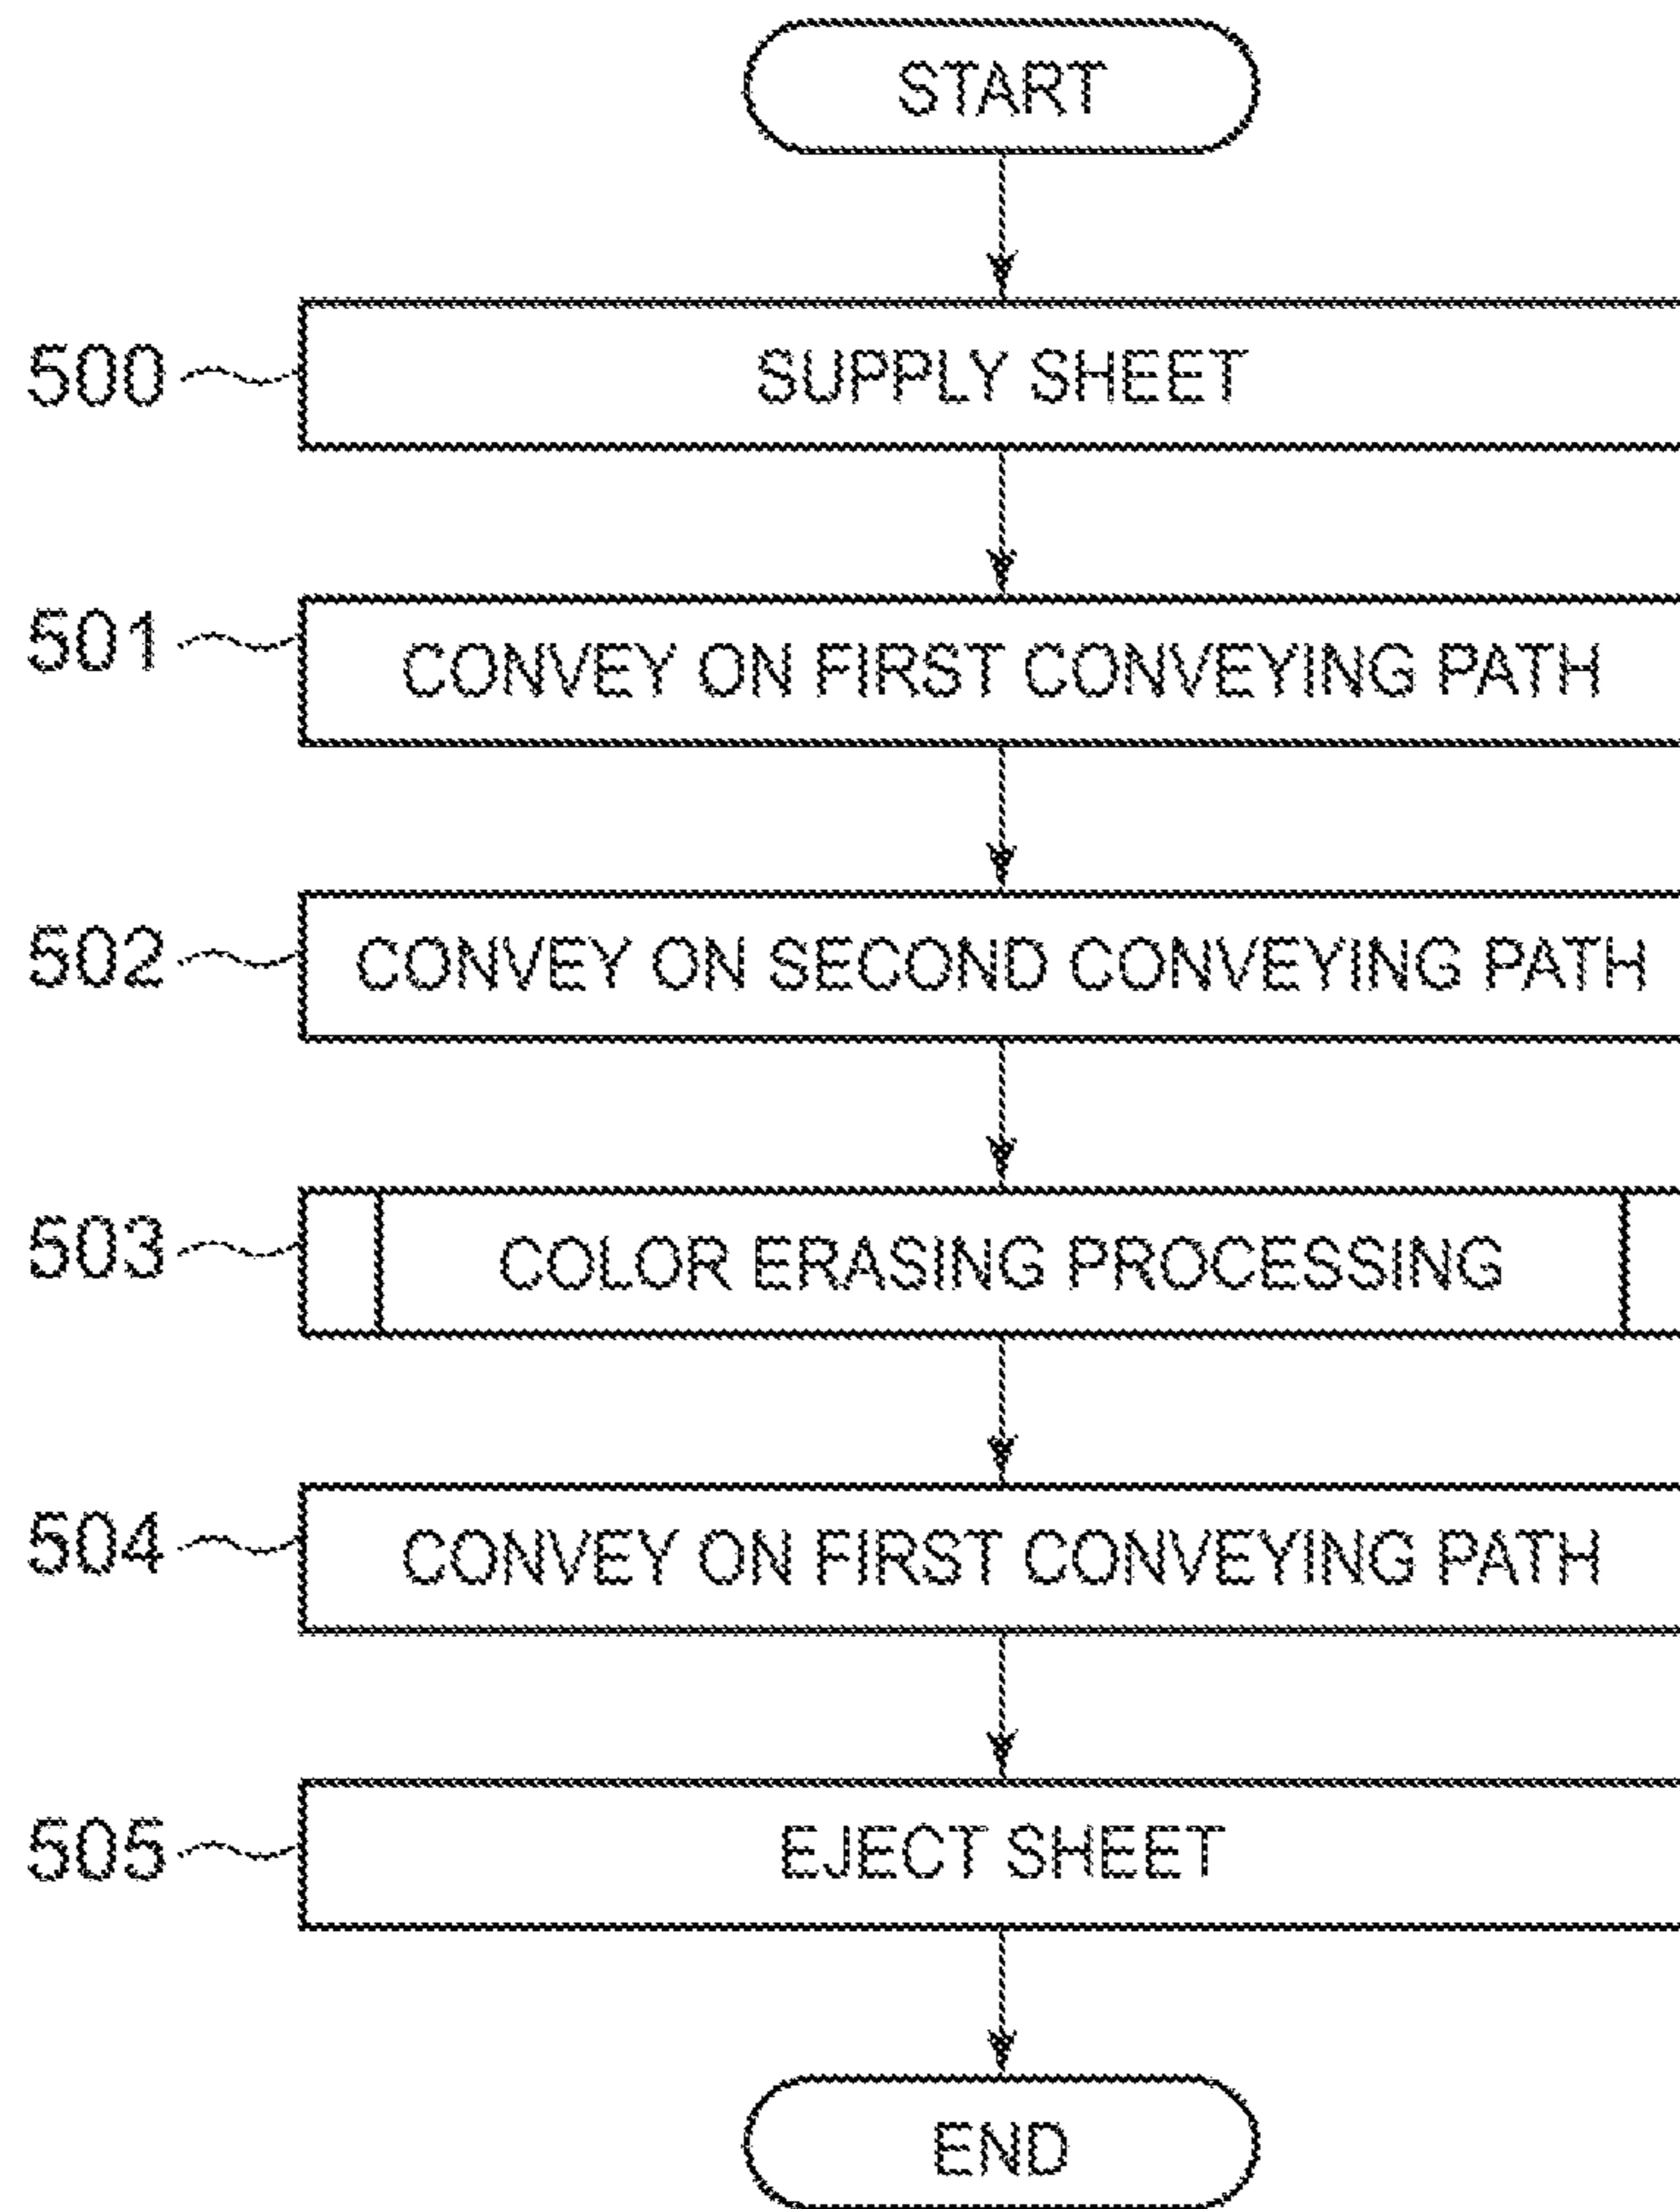 START
500 SUPPLY SHEET
501 CONVEY ON FIRST CONVEYING PATH
502 CONVEY ON SECOND CONVEYING PATH
503 COLOR ERASING PROCESSING
504 CONVEY ON FIRST CONVEYING PATH
505 EJECT SHEET
END